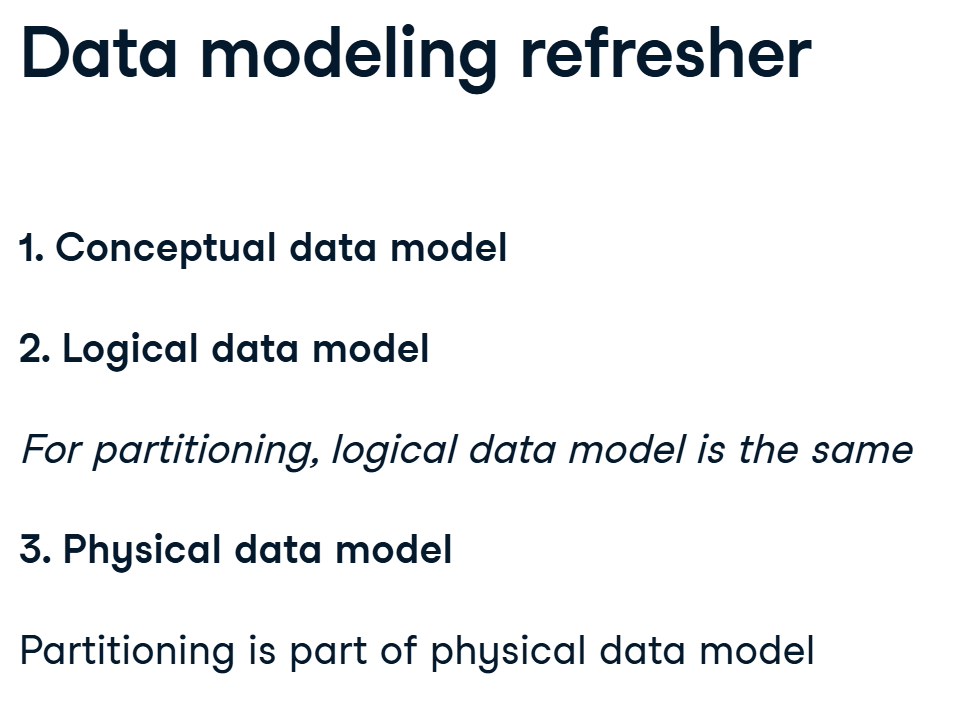 Data modeling refresher
1. Conceptual data model
2. Logical data model
For partitioning, logical data model is the same
3. Physical data model
Partitioning is part of physical data model